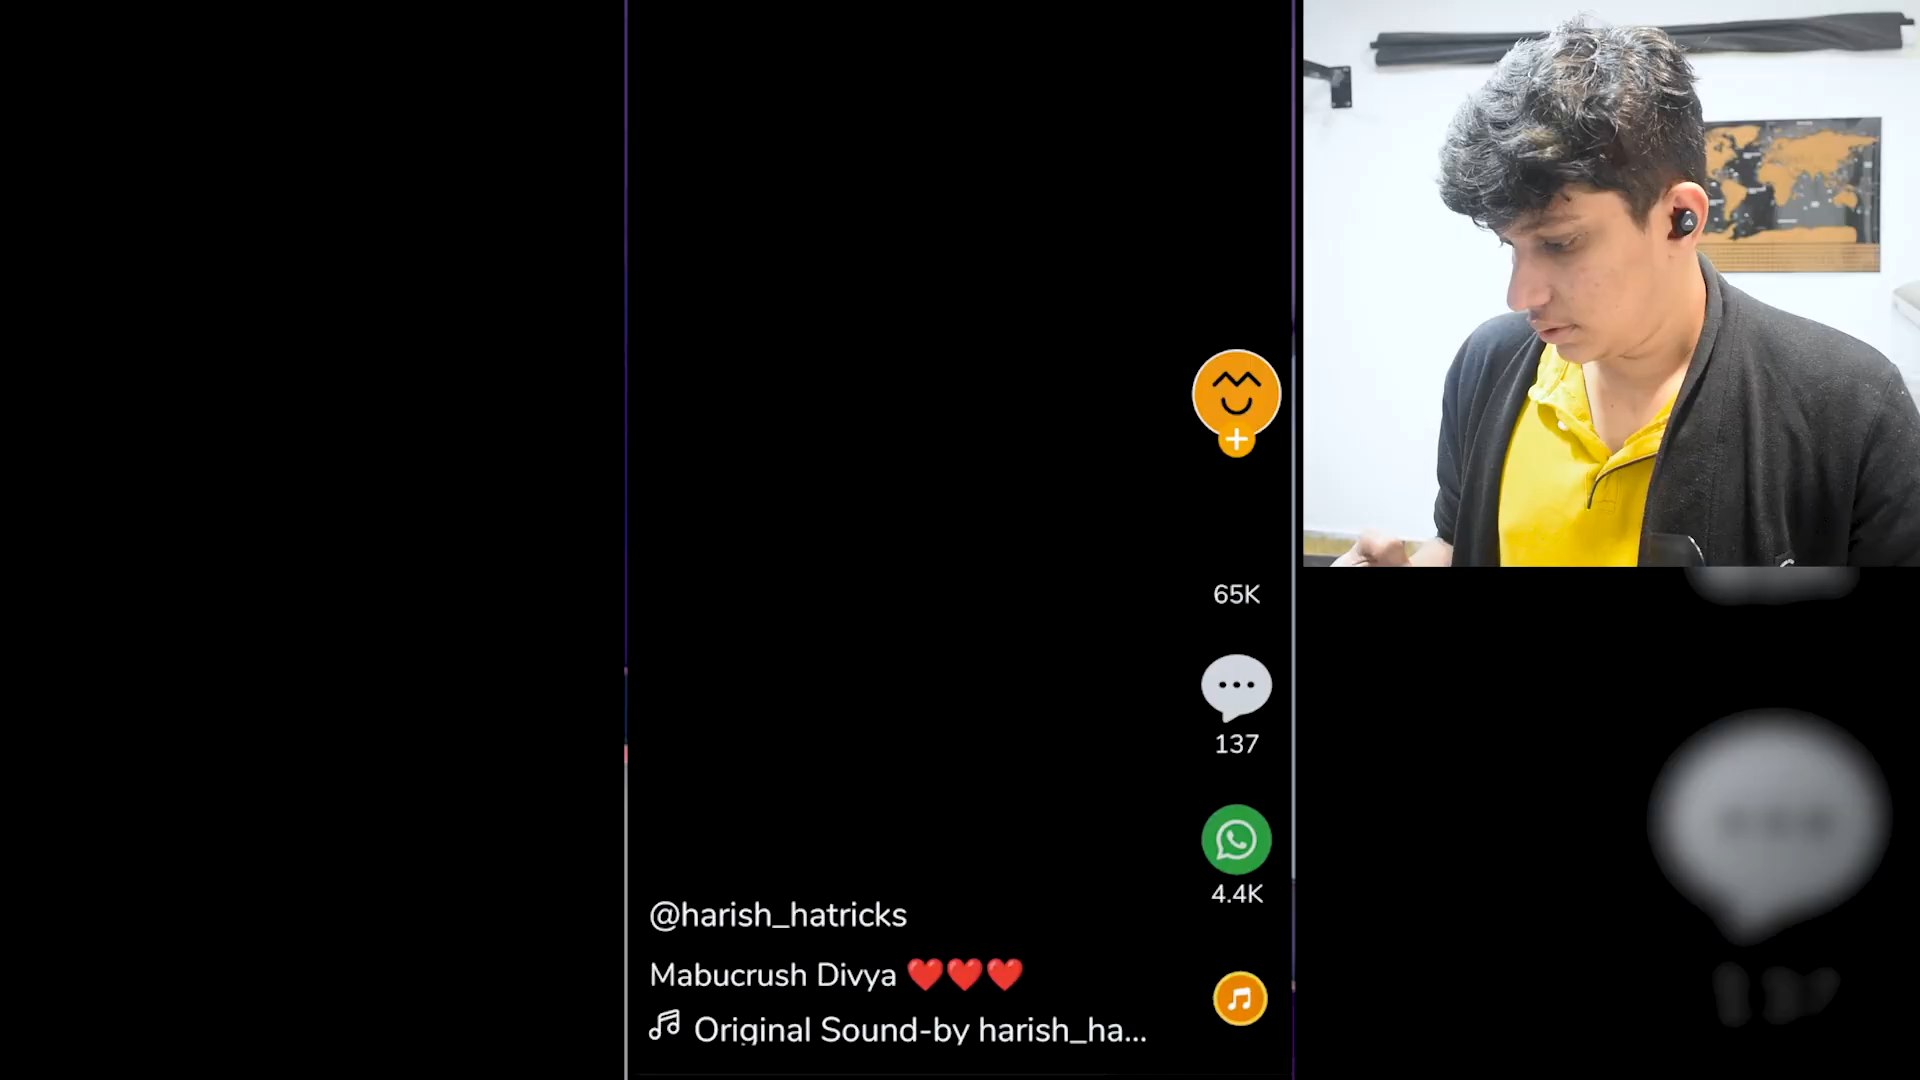 65K
137
4.4K
@harish_hatricks
Mabucrush Divya ❤️❤️❤️
Original Sound-by harish_ha...